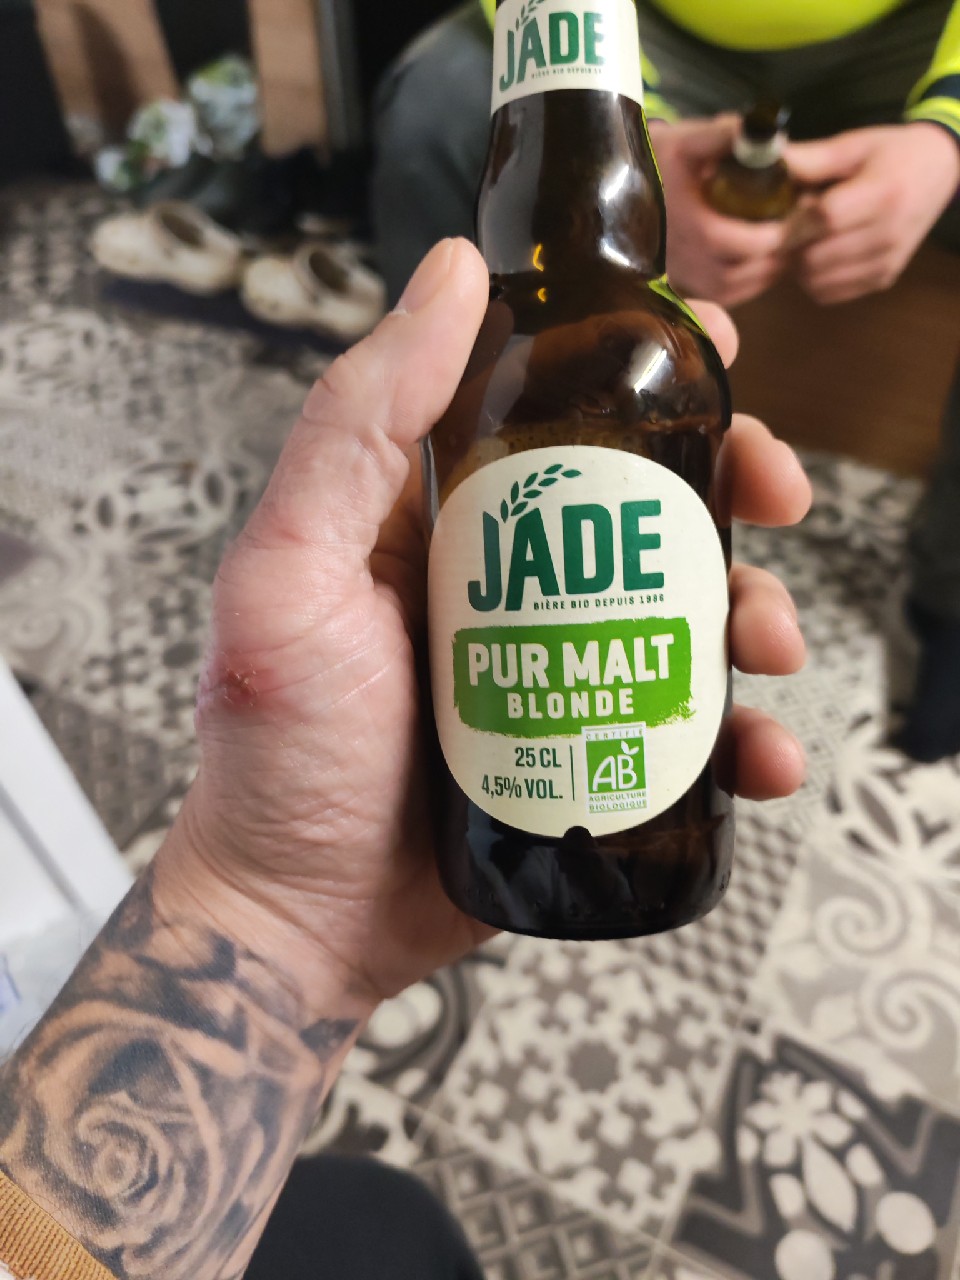 JADE
BIÈRE BIO DEPUIS
JADE
BIÈRE BIO DEPUIS 1986
PUR MALT
BLONDE
25 CL
4,5% VOL.
CERTIFIÉ
AB
AGRICULTURE
BIOLOGIQUE